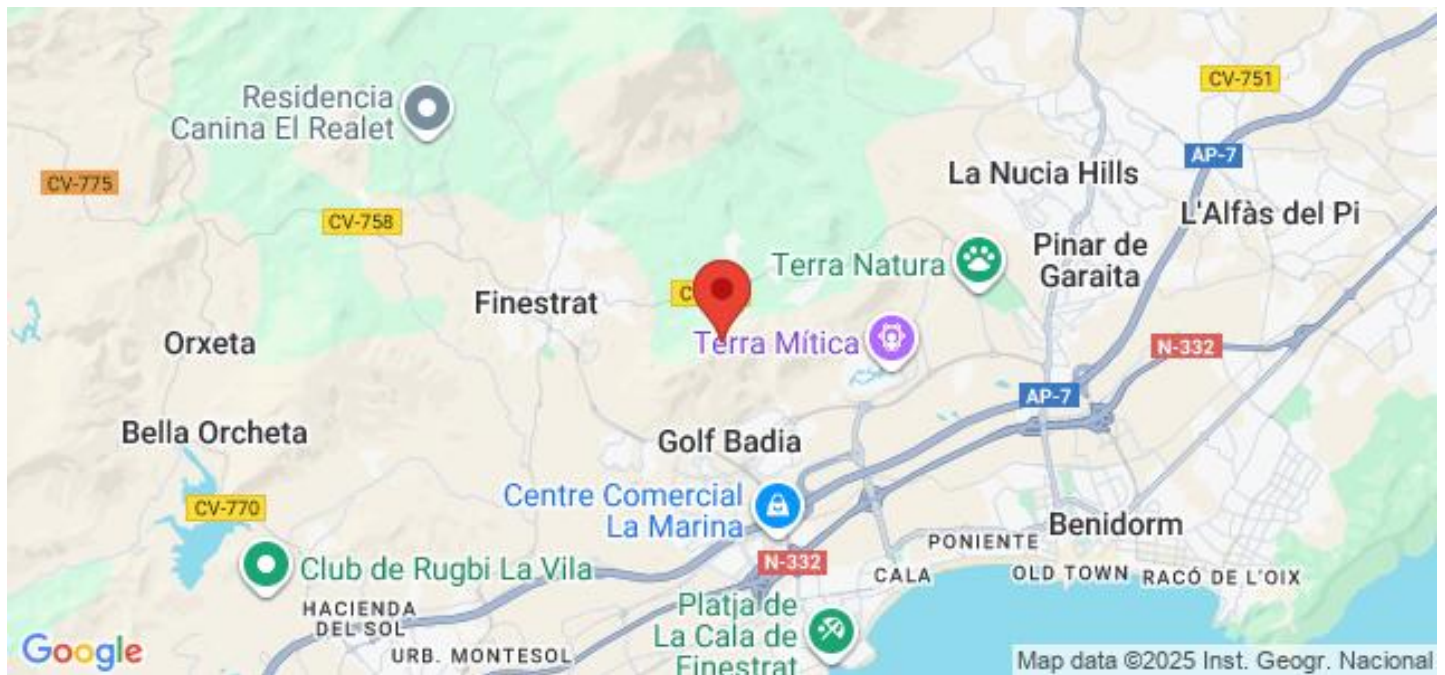 CV-751
Residencia
Canina El Realet
AP-7
La Nucia Hills
CV-775
CV-758
L'Alfàs del Pi
Pinar de
Garaita
Terra Natura
Finestrat
Orxeta
Terra Mítica
N-332
AP-7
Bella Orcheta
Golf Badia
Centre Comercial
La Marina
CV-770
Benidorm
PONIENTE
Club de Rugbi La Vila
N-332
CALA
OLD TOWN
RACÓ DE L'OIX
HACIENDA
DEL SOL
Platja de
La Cala de
Finestrat
URB. MONTESOL
Google
Map data ©2025 Inst. Geogr. Nacional